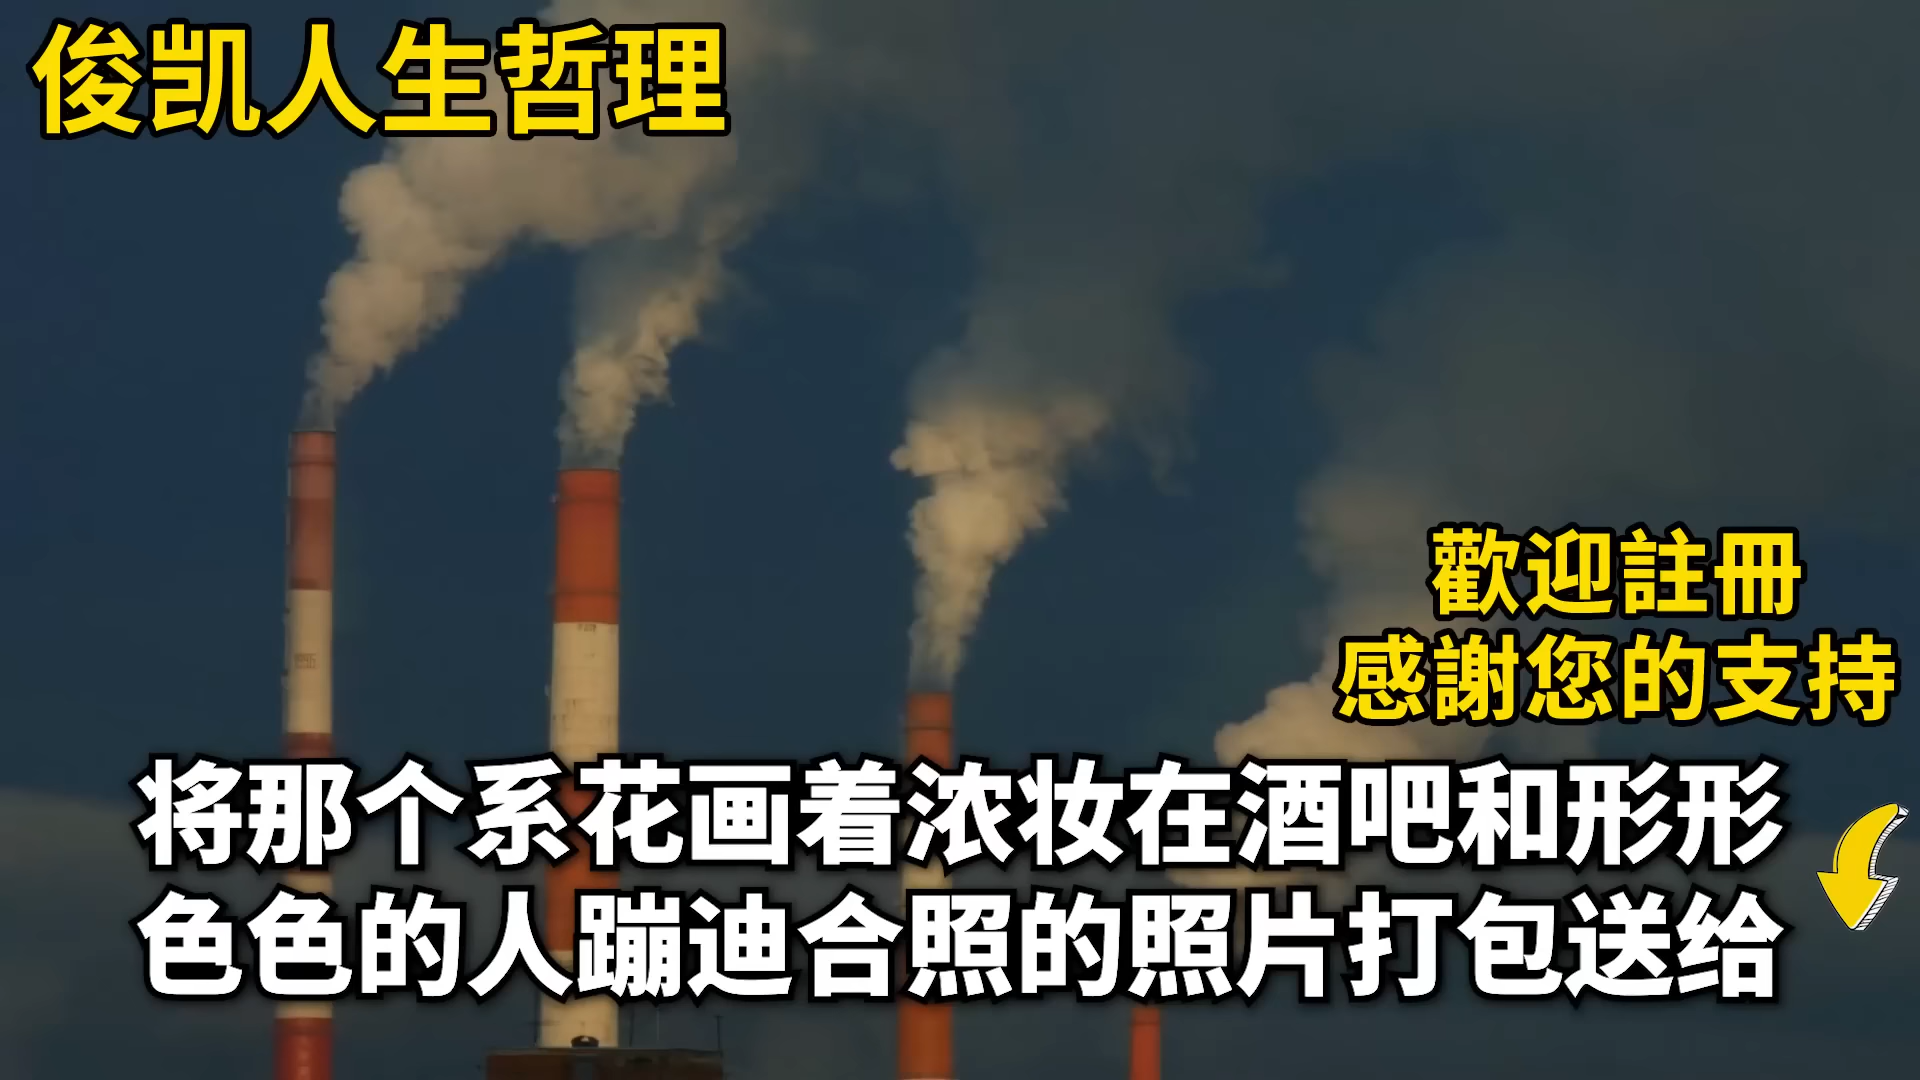 俊凯人生哲理
歡迎註冊
感謝您的支持
将那个系花画着浓妆在酒吧和形形
色色的人蹦迪合照的照片打包送给